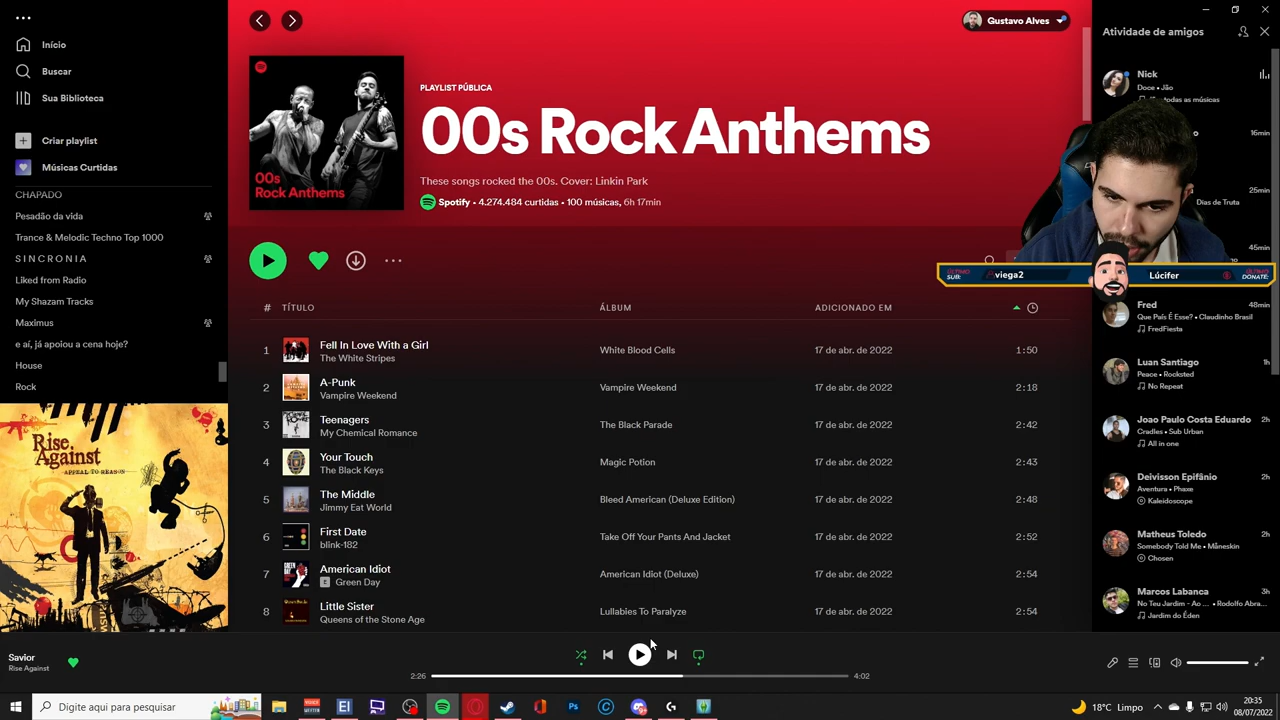 Início
Buscar
Sua Biblioteca
Criar playlist
Músicas Curtidas
CHAPADO
Pesadão da vida
Trance & Melodic Techno Top 1000
S I N C R O N I A
Liked from Radio
My Shazam Tracks
Maximus
e aí, já apoiou a cena hoje?
House
Rock
Rise Against
APPEAL TO REASON
Gustavo Alves
00s
Rock Anthems
PLAYLIST PÚBLICA
00s Rock Anthems
These songs rocked the 00s. Cover: Linkin Park
Spotify • 4.274.484 curtidas • 100 músicas, 6h 17min
# TÍTULO ÁLBUM ADICIONADO EM
1 Fell In Love With a Girl White Blood Cells 17 de abr. de 2022 1:50
The White Stripes
2 A-Punk Vampire Weekend 17 de abr. de 2022 2:18
Vampire Weekend
3 Teenagers The Black Parade 17 de abr. de 2022 2:42
My Chemical Romance
4 Your Touch Magic Potion 17 de abr. de 2022 2:43
The Black Keys
5 The Middle Bleed American (Deluxe Edition) 17 de abr. de 2022 2:48
Jimmy Eat World
6 First Date Take Off Your Pants And Jacket 17 de abr. de 2022 2:52
blink-182
7 American Idiot American Idiot (Deluxe) 17 de abr. de 2022 2:54
E Green Day
8 Little Sister Lullabies To Paralyze 17 de abr. de 2022 2:54
Queens of the Stone Age
Atividade de amigos
Nick
Doce • Jão
todas as músicas
16min
25min
Dias de Truta
45min
ÚLTIMO SUB: viega2 Lúcifer ÚLTIMO DONATE:
Fred 48min
Que País É Esse? • Claudinho Brasil
FredFiesta
Luan Santiago 1h
Peace • Rocksted
No Repeat
Joao Paulo Costa Eduardo 2h
Cradles • Sub Urban
All in one
Deivisson Epifânio 2h
Aventura • Phaxe
Kaleidoscope
Matheus Toledo 2h
Somebody Told Me • Måneskin
Chosen
Marcos Labanca 3h
No Teu Jardim - Ao ... • Rodolfo Abra...
Jardim do Éden
Savior
Rise Against
2:26 4:02
Digite aqui para pesquisar
18°C Limpo
20:35
08/07/2022